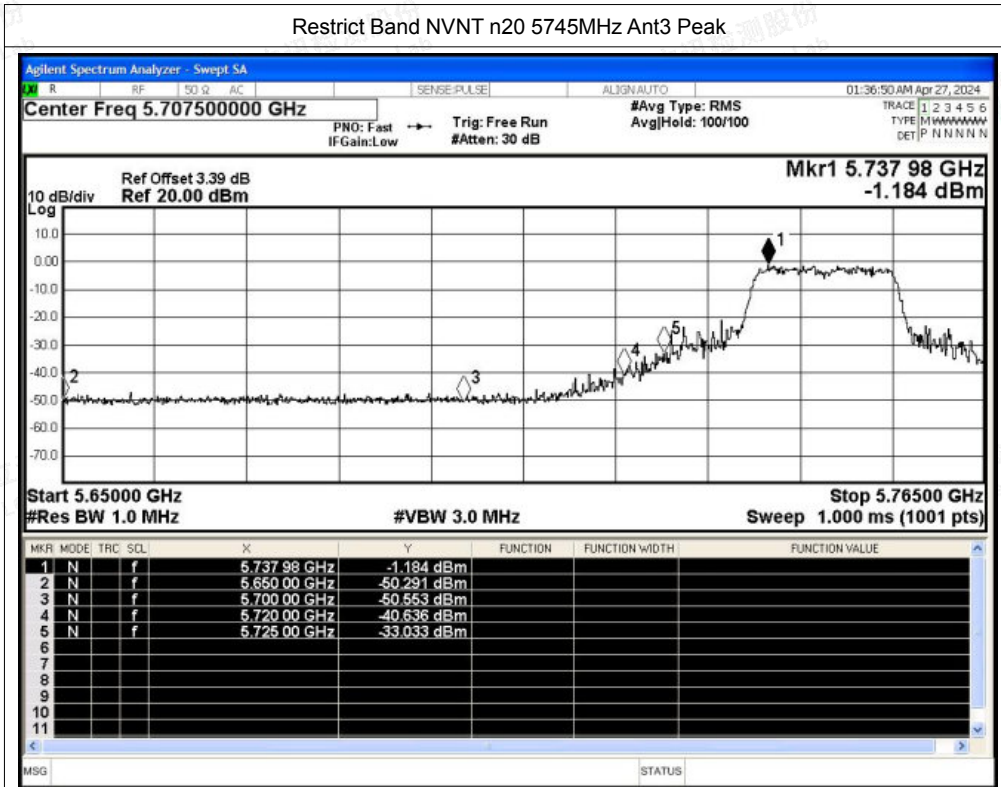 Restrict Band NVNT n20 5745MHz Ant3 Peak
Agilent Spectrum Analyzer - Swept SA
LXI R RF 50 Ω AC SENSE:PULSE ALIGNAUTO 01:36:50 AM Apr 27, 2024
Center Freq 5.707500000 GHz
PNO: Fast
IFGain:Low
Trig: Free Run
#Atten: 30 dB
#Avg Type: RMS
Avg|Hold: 100/100
TRACE 1 2 3 4 5 6
TYPE M WWWWW
DET P N N N N N
Ref Offset 3.39 dB
Ref 20.00 dBm
10 dB/div
Log
Mkr1 5.737 98 GHz
-1.184 dBm
10.0
0.00
-10.0
-20.0
-30.0
-40.0
-50.0
-60.0
-70.0
1
2
3
4
5
Start 5.65000 GHz
Stop 5.76500 GHz
#Res BW 1.0 MHz
#VBW 3.0 MHz
Sweep 1.000 ms (1001 pts)
MKR MODE TRC SCL X Y FUNCTION FUNCTION WIDTH FUNCTION VALUE
1 N f 5.737 98 GHz -1.184 dBm
2 N f 5.650 00 GHz -50.291 dBm
3 N f 5.700 00 GHz -50.553 dBm
4 N f 5.720 00 GHz -40.636 dBm
5 N f 5.725 00 GHz -33.033 dBm
6
7
8
9
10
11
MSG
STATUS